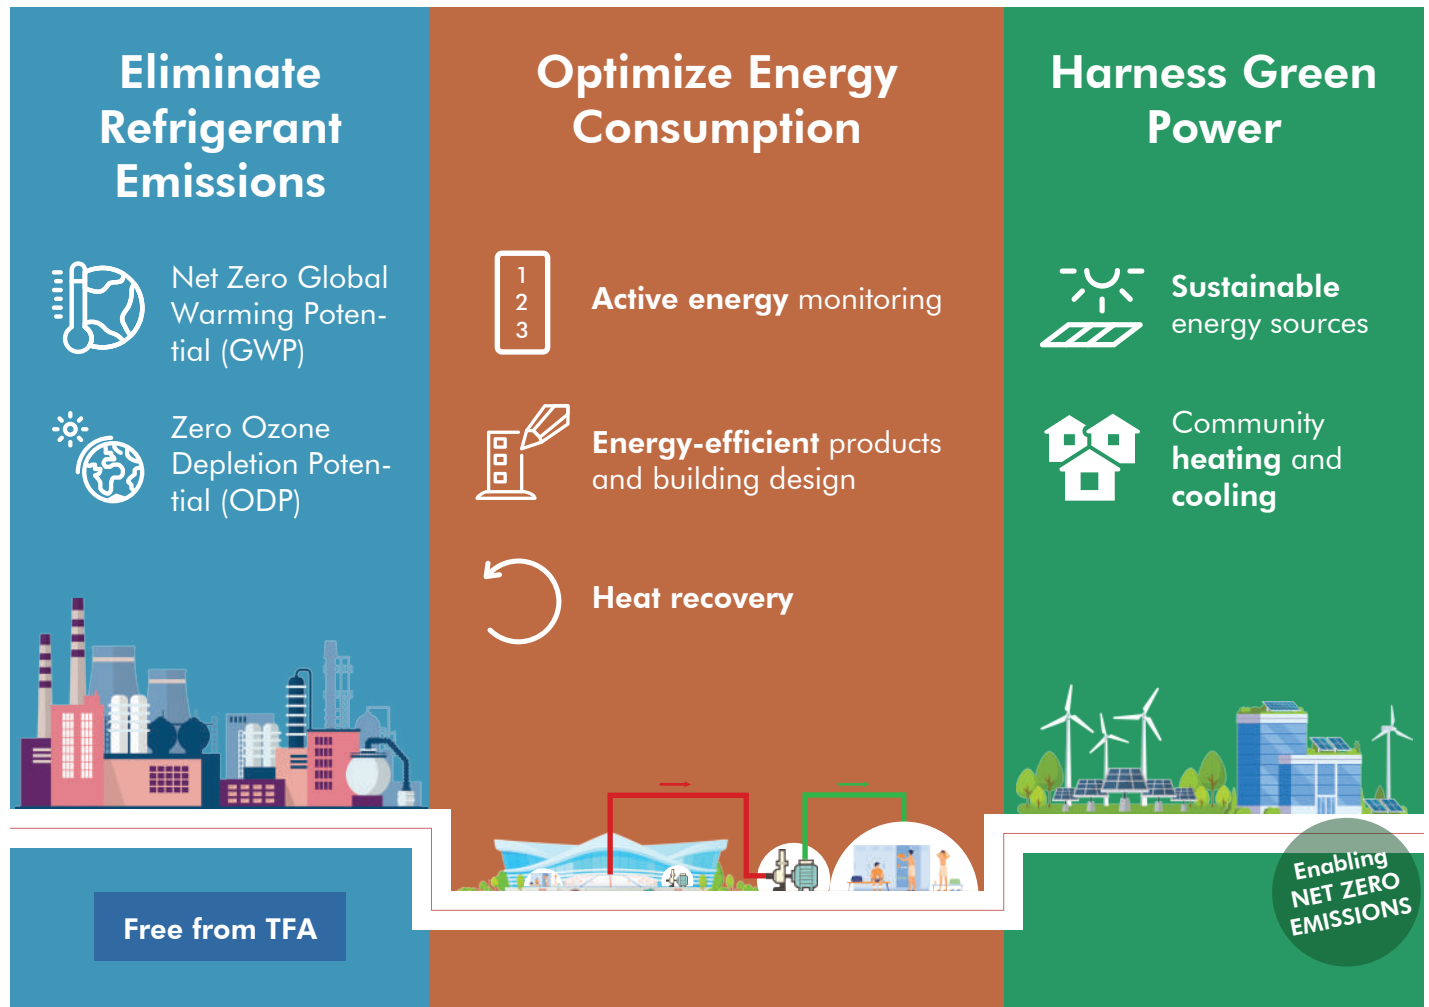 Eliminate
Refrigerant
Emissions
Net Zero Global
Warming Poten-
tial (GWP)
Zero Ozone
Depletion Poten-
tial (ODP)
Free from TFA
Optimize Energy
Consumption
1
2
3
Active energy monitoring
Energy-efficient products
and building design
Heat recovery
Harness Green
Power
Sustainable
energy sources
Community
heating and
cooling
Enabling
NET ZERO
EMISSIONS